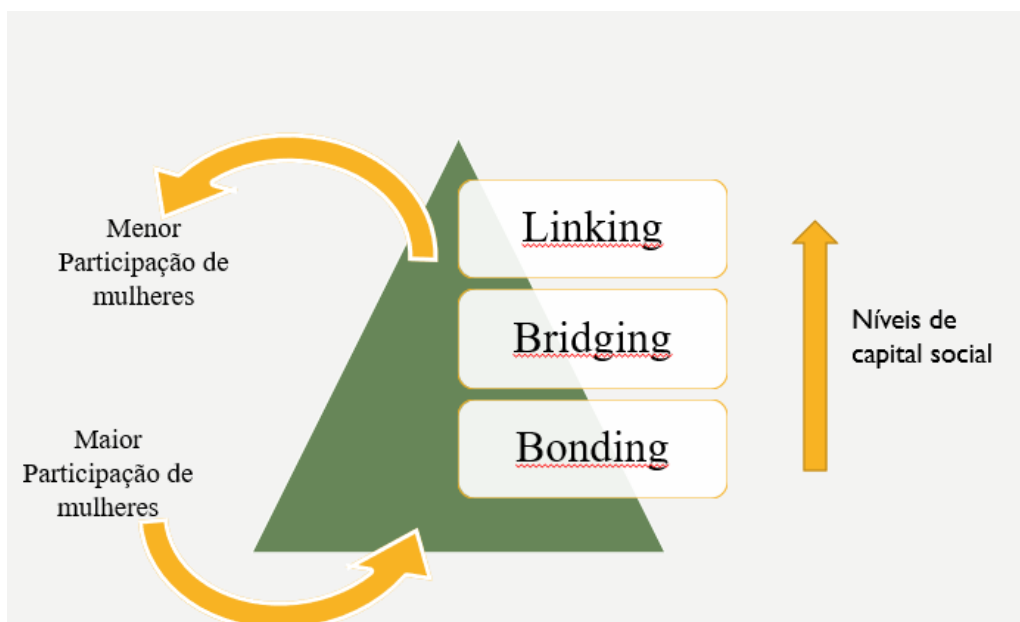 Linking
Menor
Participação de
mulheres
Bridging
Níveis de
capital social
Bonding
Maior
Participação de
mulheres